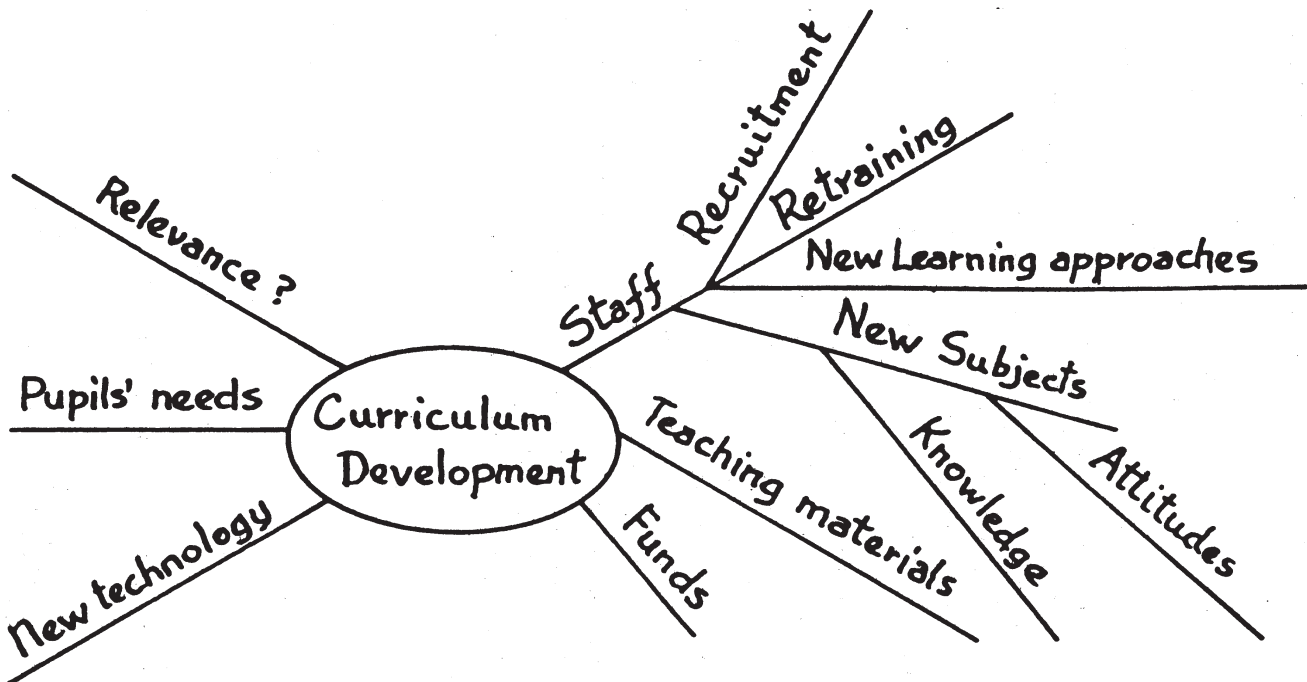 Recruitment
Retraining
New Learning approaches
Staff
New Subjects
Knowledge
Attitudes
Relevance ?
Pupils' needs
New technology
Curriculum
Development
Teaching materials
Funds